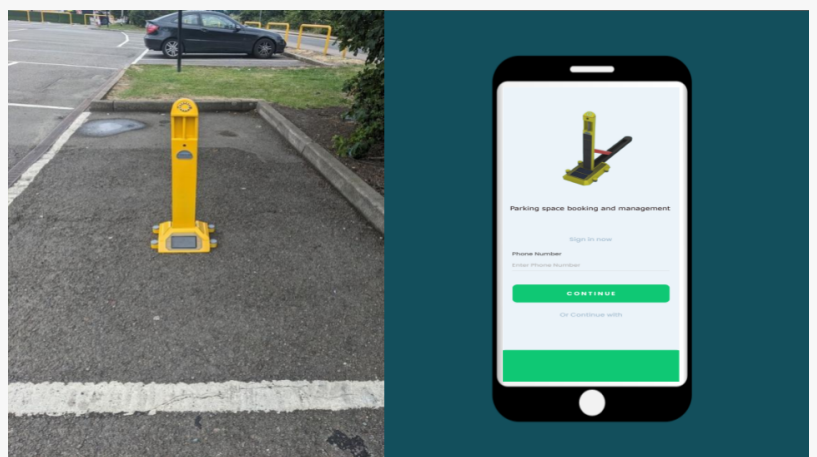 Parking space booking and management
Sign in now
Phone Number
Enter Phone Number
CONTINUE
Or Continue with